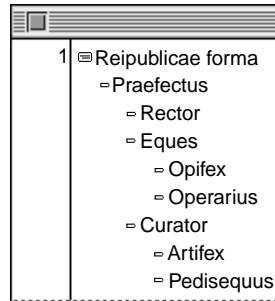 1 Reipublicae forma
Praefectus
Rector
Eques
Opifex
Operarius
Curator
Artifex
Pedisequus